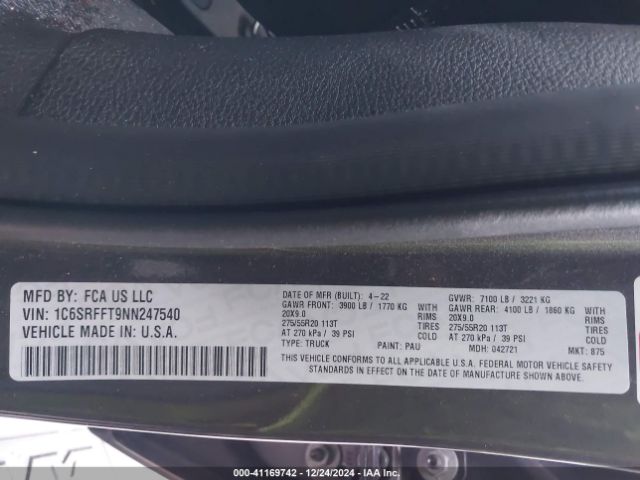 MFD BY: FCA US LLC
VIN: 1C6SRFFT9NN247540
VEHICLE MADE IN: U.S.A.
DATE OF MFR (BUILT): 4-22 GVWR: 7100 LB / 3221 KG
GAWR FRONT: 3900 LB / 1770 KG WITH GAWR REAR: 4100 LB / 1860 KG WITH
20X9.0 RIMS 20X9.0 RIMS
275/55R20 113T TIRES 275/55R20 113T TIRES
AT 270 kPa / 39 PSI COLD AT 270 kPa / 39 PSI COLD
TYPE: TRUCK PAINT: PAU MDH: 042721 MKT: 875
THIS VEHICLE CONFORMS TO ALL APPLICABLE U.S.A. FEDERAL MOTOR VEHICLE SAFETY
STANDARDS IN EFFECT ON THE DATE OF MANUFACTURE SHOWN ABOVE.
000-41169742 / 12/24/2024 - IAA Inc.